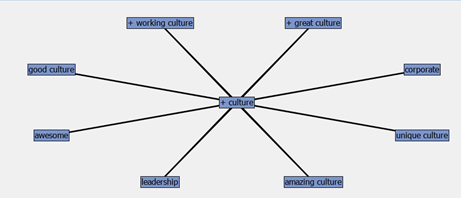 + working culture
+ great culture
good culture
corporate
+ culture
awesome
unique culture
leadership
amazing culture